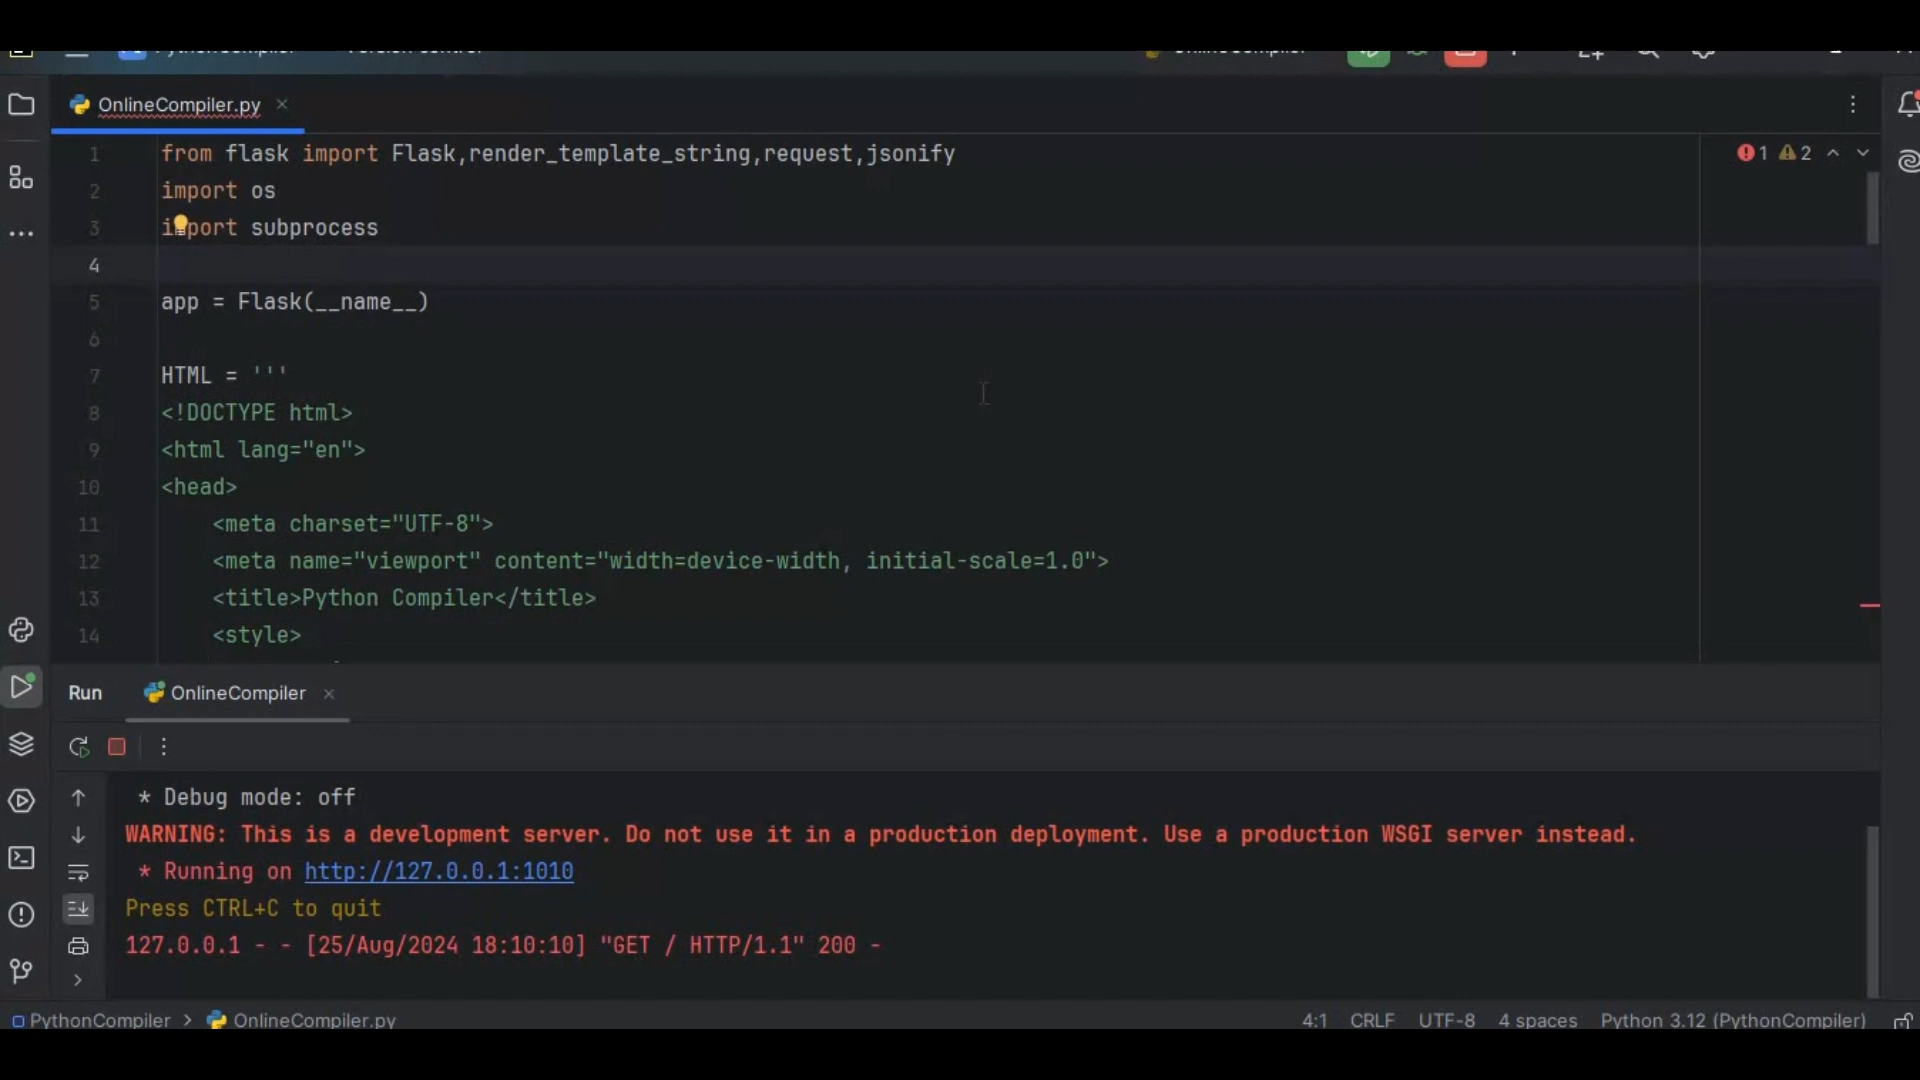 OnlineCompiler.py
1 from flask import Flask,render_template_string,request,jsonify
1 2
2 import os
3 import subprocess
4
5 app = Flask(__name__)
6
7 HTML = '''
8 <!DOCTYPE html>
9 <html lang="en">
10 <head>
11 <meta charset="UTF-8">
12 <meta name="viewport" content="width=device-width, initial-scale=1.0">
13 <title>Python Compiler</title>
14 <style>
Run OnlineCompiler
* Debug mode: off
WARNING: This is a development server. Do not use it in a production deployment. Use a production WSGI server instead.
* Running on http://127.0.0.1:1010
Press CTRL+C to quit
127.0.0.1 - - [25/Aug/2024 18:10:10] "GET / HTTP/1.1" 200 -
PythonCompiler > OnlineCompiler.py 4:1 CRLF UTF-8 4 spaces Python 3.12 (PythonCompiler)